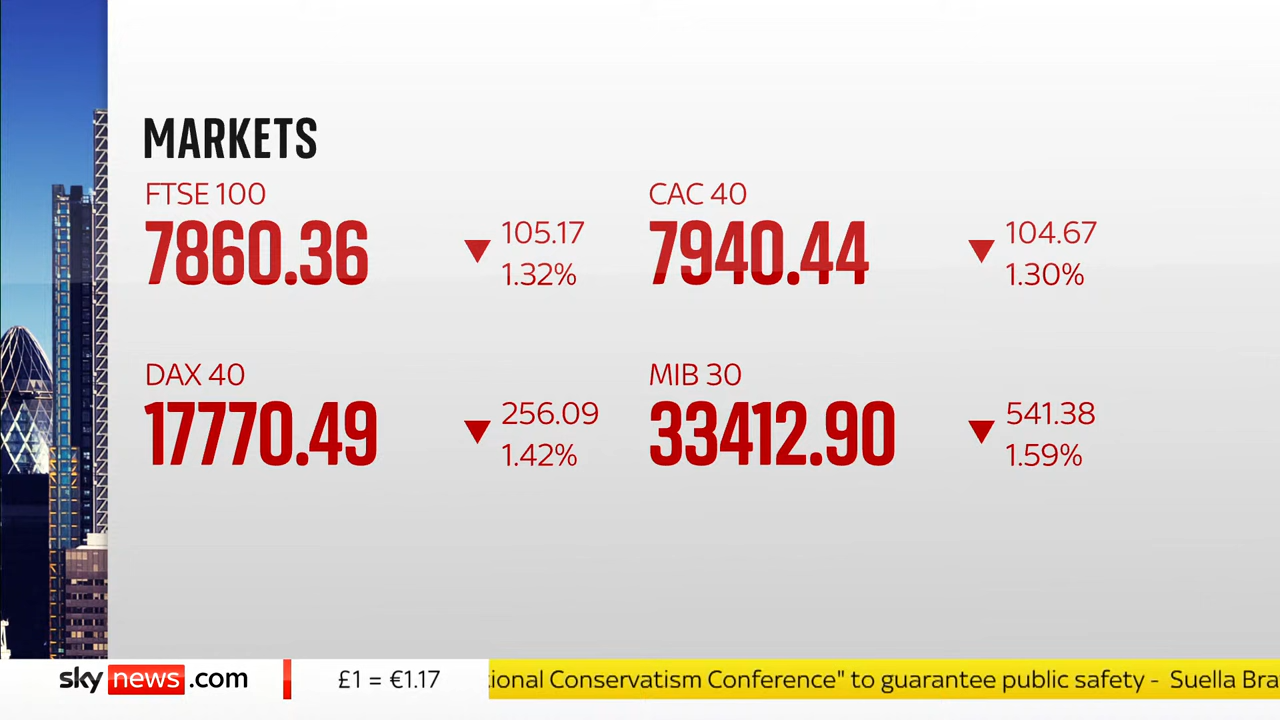 MARKETS
FTSE 100
7860.36
105.17
1.32%
CAC 40
7940.44
104.67
1.30%
DAX 40
17770.49
256.09
1.42%
MIB 30
33412.90
541.38
1.59%
sky news .com
£1 = €1.17
ional Conservatism Conference" to guarantee public safety - Suella Bra